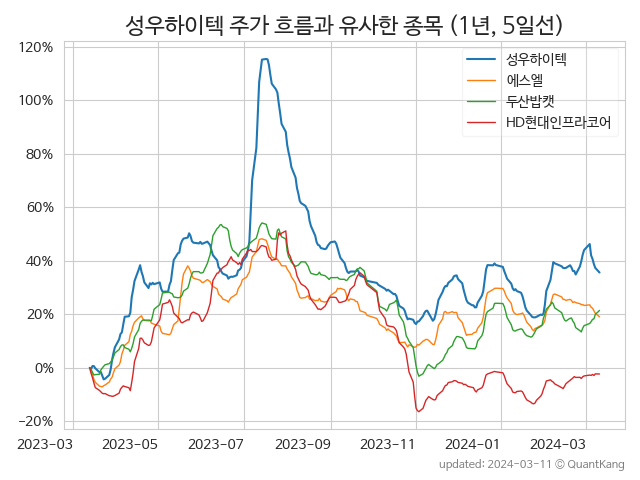 성우하이텍 주가 흐름과 유사한 종목 (1년, 5일선)
성우하이텍
에스엘
두산밥캣
HD현대인프라코어
120%
100%
80%
60%
40%
20%
0%
−20%
2023-03 2023-05 2023-07 2023-09 2023-11 2024-01 2024-03
updated: 2024-03-11 © QuantKang